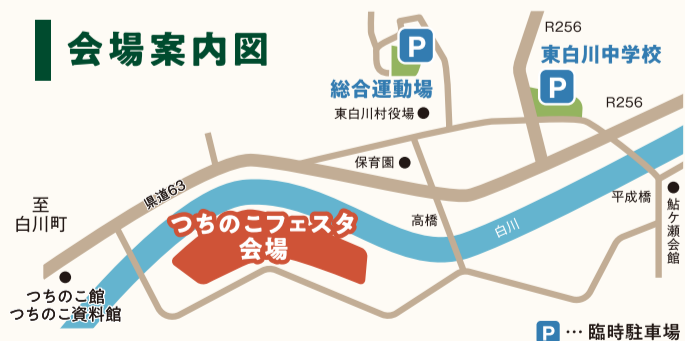 会場案内図
R256
P
総合運動場
東白川村役場
東白川中学校
P
R256
保育園
県道63
至
白川町
つちのこフェスタ
会場
高橋
白川
平成橋
鮎ケ瀬会館
つちのこ館
つちのこ資料館
P … 臨時駐車場